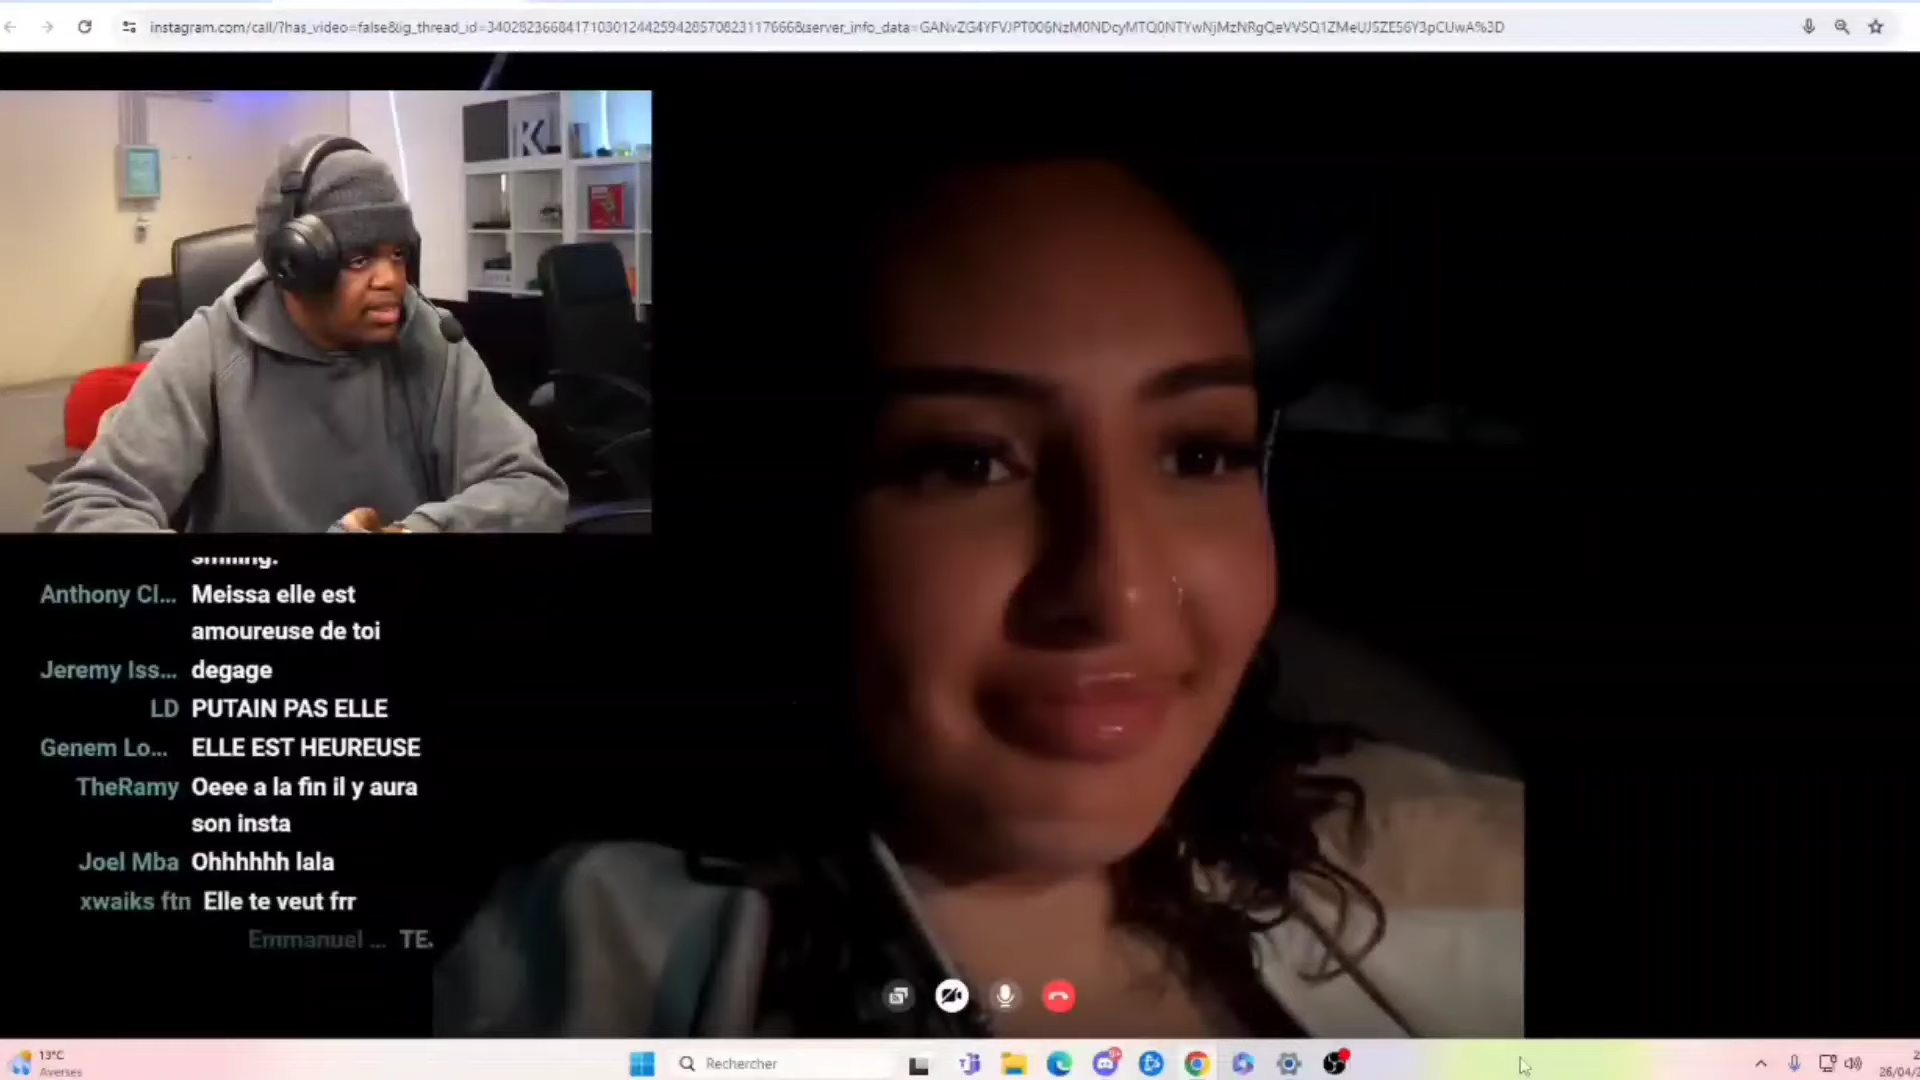 instagram.com/call/?has_video=false&ig_thread_id=340282366841710301244259428570823117666&server_info_data=GANvZG4YFVJPT006NzM0NDcyMTQ0NTYwNjMzNRgQeVVSQ1ZMeUJ5ZE56Y3pCUwA%3D
K
smiling.
Anthony Cl... Meissa elle est
amoureuse de toi
Jeremy Iss... degage
LD PUTAIN PAS ELLE
Genem Lo... ELLE EST HEUREUSE
TheRamy Oeee a la fin il y aura
son insta
Joel Mba Ohhhhhh lala
xwaiks ftn Elle te veut frr
Emmanuel ... TE.
13°C
Averses
Rechercher